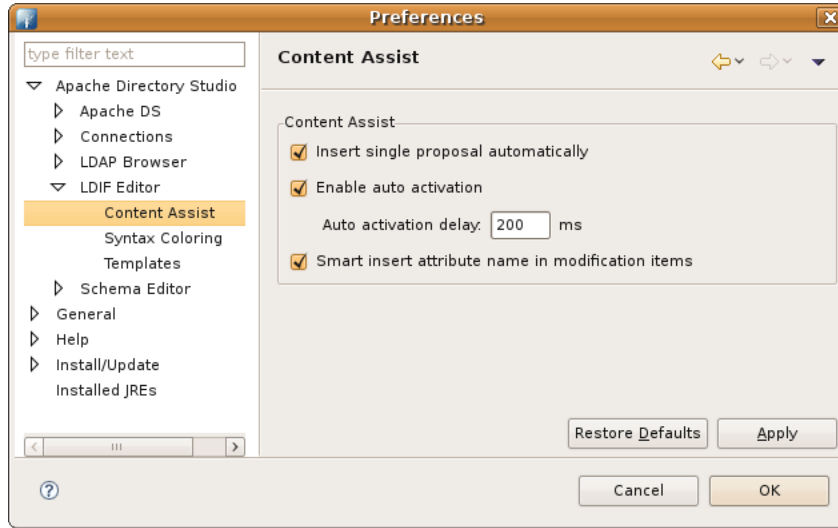 Preferences
type filter text
Content Assist
Apache Directory Studio
Apache DS
Connections
LDAP Browser
LDIF Editor
Content Assist
Syntax Coloring
Templates
Schema Editor
General
Help
Install/Update
Installed JREs
Content Assist
Insert single proposal automatically
Enable auto activation
Auto activation delay: 200 ms
Smart insert attribute name in modification items
Restore Defaults Apply
Cancel OK